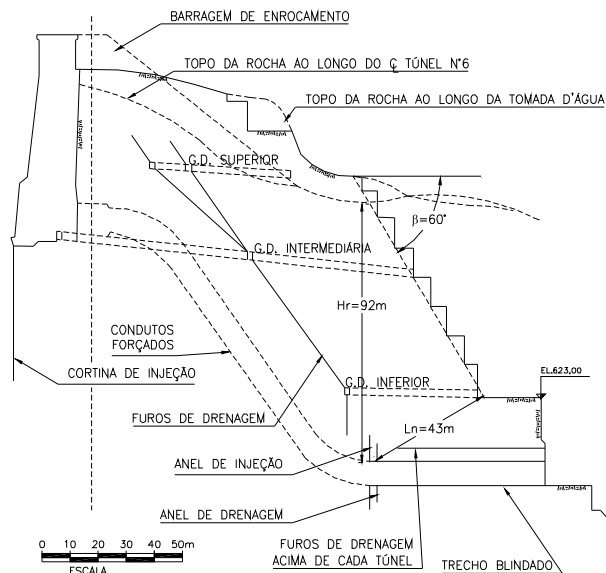 BARRAGEM DE ENROCAMENTO
TOPO DA ROCHA AO LONGO DO ℄ TÚNEL N°6
TOPO DA ROCHA AO LONGO DA TOMADA D'ÁGUA
G.D. SUPERIOR
β=60°
G.D. INTERMEDIÁRIA
Hr=92m
CONDUTOS
FORÇADOS
CORTINA DE INJEÇÃO
G.D. INFERIOR
EL.623,00
FUROS DE DRENAGEM
Ln=43m
ANEL DE INJEÇÃO
ANEL DE DRENAGEM
FUROS DE DRENAGEM
ACIMA DE CADA TÚNEL
TRECHO BLINDADO
0 10 20 30 40 50m
ESCALA